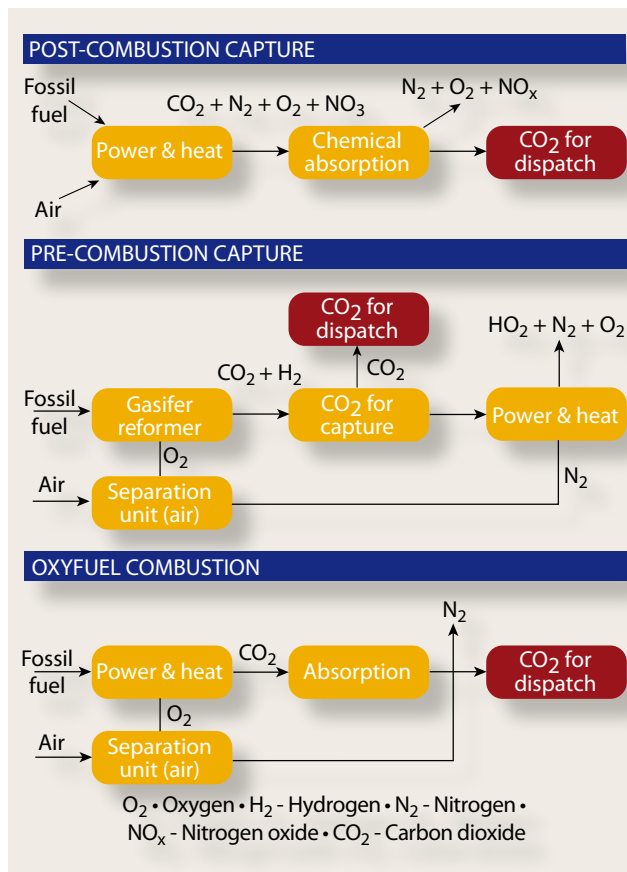 POST-COMBUSTION CAPTURE
Fossil
fuel
CO₂ + N₂ + O₂ + NO₃
N₂ + O₂ + NOₓ
Power & heat
Chemical
absorption
CO₂ for
dispatch
Air
PRE-COMBUSTION CAPTURE
CO₂ for
dispatch
HO₂ + N₂ + O₂
CO₂ + H₂
CO₂
Fossil
fuel
Gasifer
reformer
CO₂ for
capture
Power & heat
O₂
N₂
Air
Separation
unit (air)
OXYFUEL COMBUSTION
N₂
Fossil
fuel
Power & heat
CO₂
Absorption
CO₂ for
dispatch
O₂
Air
Separation
unit (air)
O₂ • Oxygen • H₂ - Hydrogen • N₂ - Nitrogen •
NOₓ - Nitrogen oxide • CO₂ - Carbon dioxide